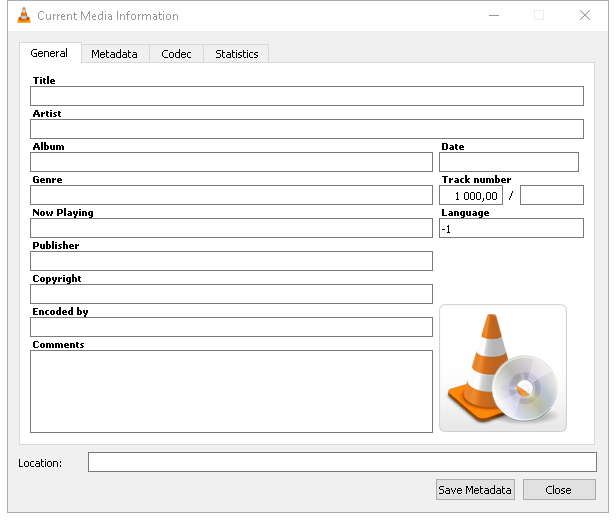 Current Media Information
General Metadata Codec Statistics
Title
Artist
Album Date
Genre Track number
1 000,00 /
Now Playing Language
-1
Publisher
Copyright
Encoded by
Comments
Location:
Save Metadata Close